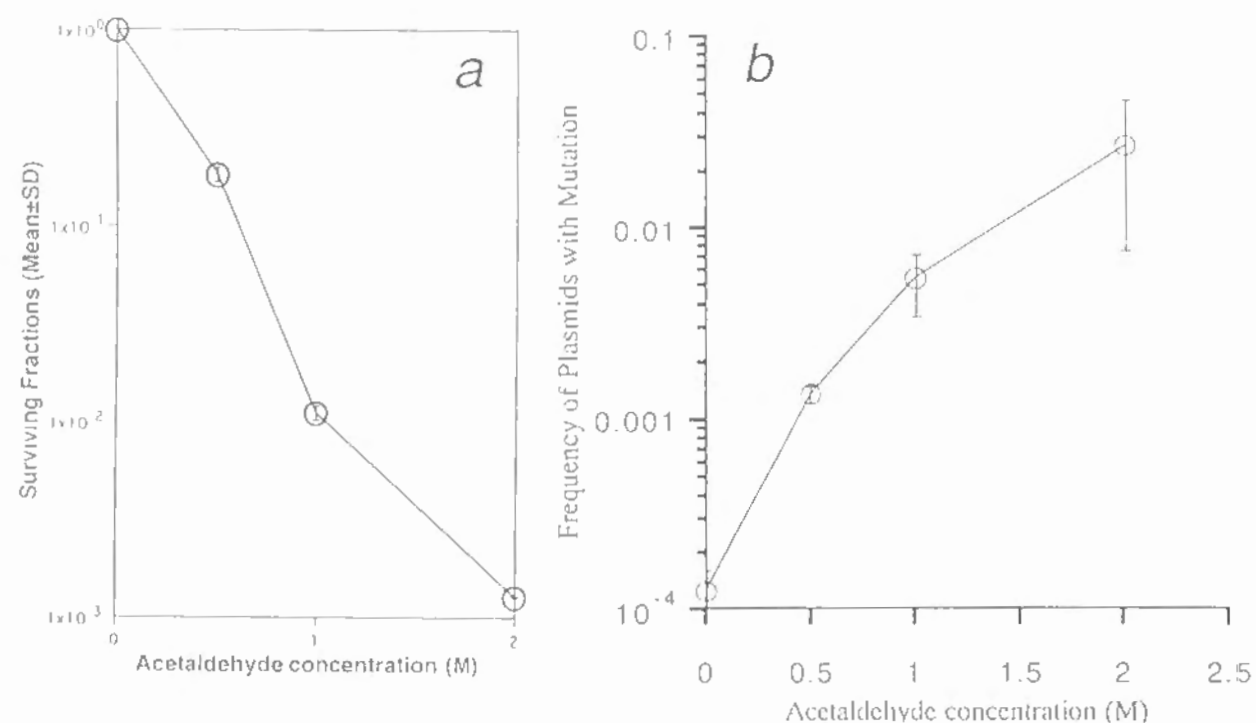 a
Surviving Fractions (Mean±SD)
1x10⁰
1x10¹
1x10⁻²
1x10⁻³
0 1 2
Acetaldehyde concentration (M)
b
Frequency of Plasmids with Mutation
0.1
0.01
0.001
10⁻⁴
0 0.5 1 1.5 2 2.5
Acetaldehyde concentration (M)